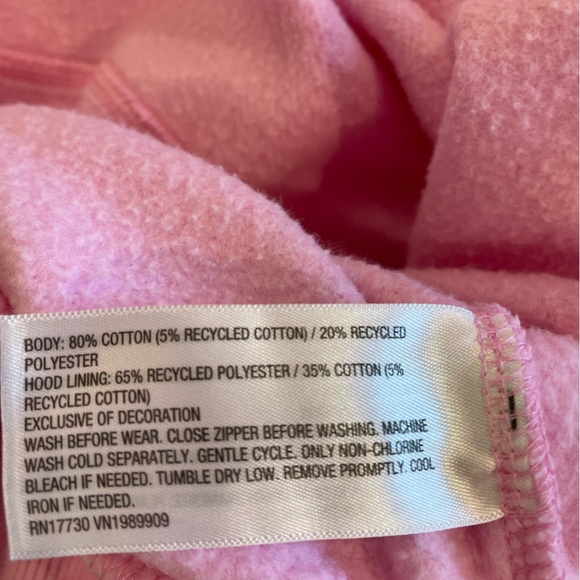 BODY: 80% COTTON (5% RECYCLED COTTON) / 20% RECYCLED
POLYESTER
HOOD LINING: 65% RECYCLED POLYESTER / 35% COTTON (5%
RECYCLED COTTON)
EXCLUSIVE OF DECORATION
WASH BEFORE WEAR. CLOSE ZIPPER BEFORE WASHING. MACHINE
WASH COLD SEPARATELY. GENTLE CYCLE. ONLY NON-CHLORINE
BLEACH IF NEEDED. TUMBLE DRY LOW. REMOVE PROMPTLY. COOL
IRON IF NEEDED.
RN17730 VN1989909